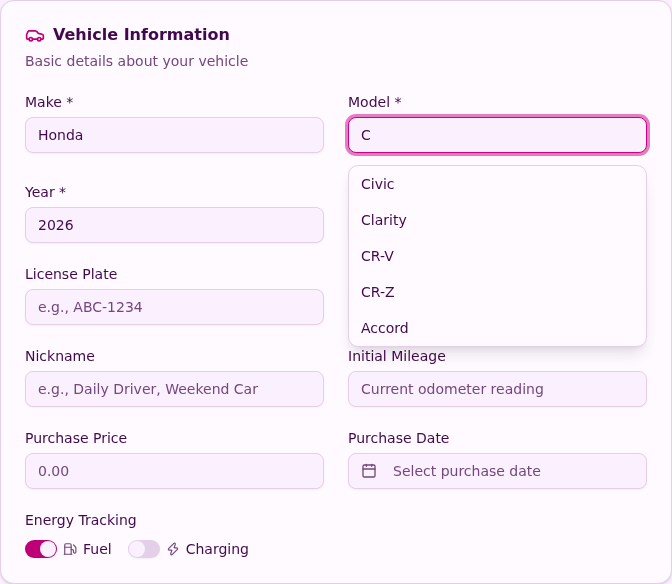 Vehicle Information
Basic details about your vehicle
Make *
Model *
Honda
C
Civic
Clarity
CR-V
CR-Z
Accord
Year *
2026
License Plate
e.g., ABC-1234
Nickname
Initial Mileage
e.g., Daily Driver, Weekend Car
Current odometer reading
Purchase Price
Purchase Date
0.00
Select purchase date
Energy Tracking
Fuel
Charging